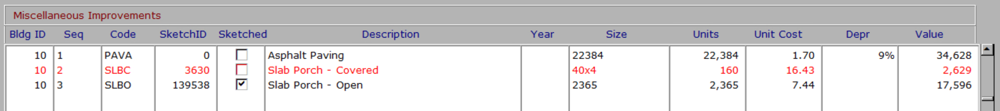 Miscellaneous Improvements
Bldg ID Seq Code SketchID Sketched Description Year Size Units Unit Cost Depr Value
10 1 PAVA 0 Asphalt Paving 22384 22,384 1.70 9% 34,628
10 2 SLBC 3630 Slab Porch - Covered 40x4 160 16.43 2,629
10 3 SLBO 139538 Slab Porch - Open 2365 2,365 7.44 17,596